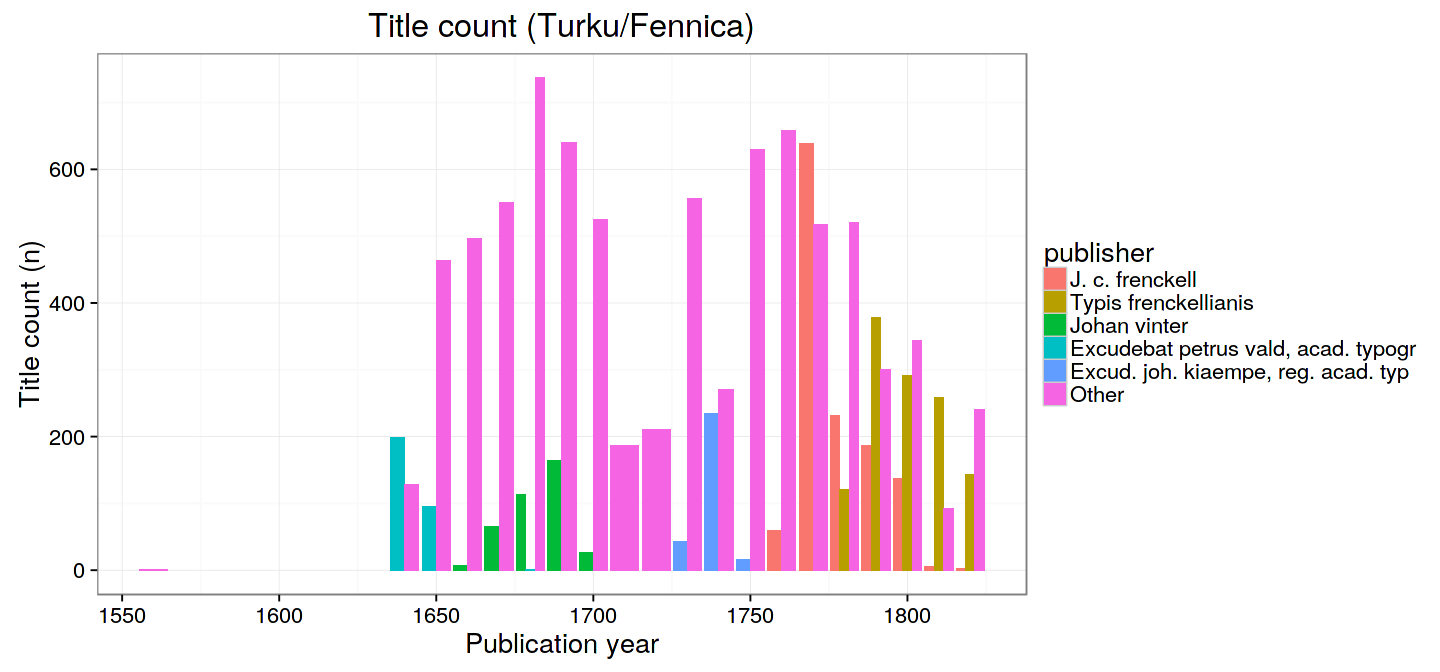 Title count (Turku/Fennica)
Title count (n)
600
400
200
0
1550 1600 1650 1700 1750 1800
Publication year
publisher
J. c. frenckell
Typis frenckellianis
Johan vinter
Excudebat petrus vald, acad. typogr
Excud. joh. kiaempe, reg. acad. typ
Other